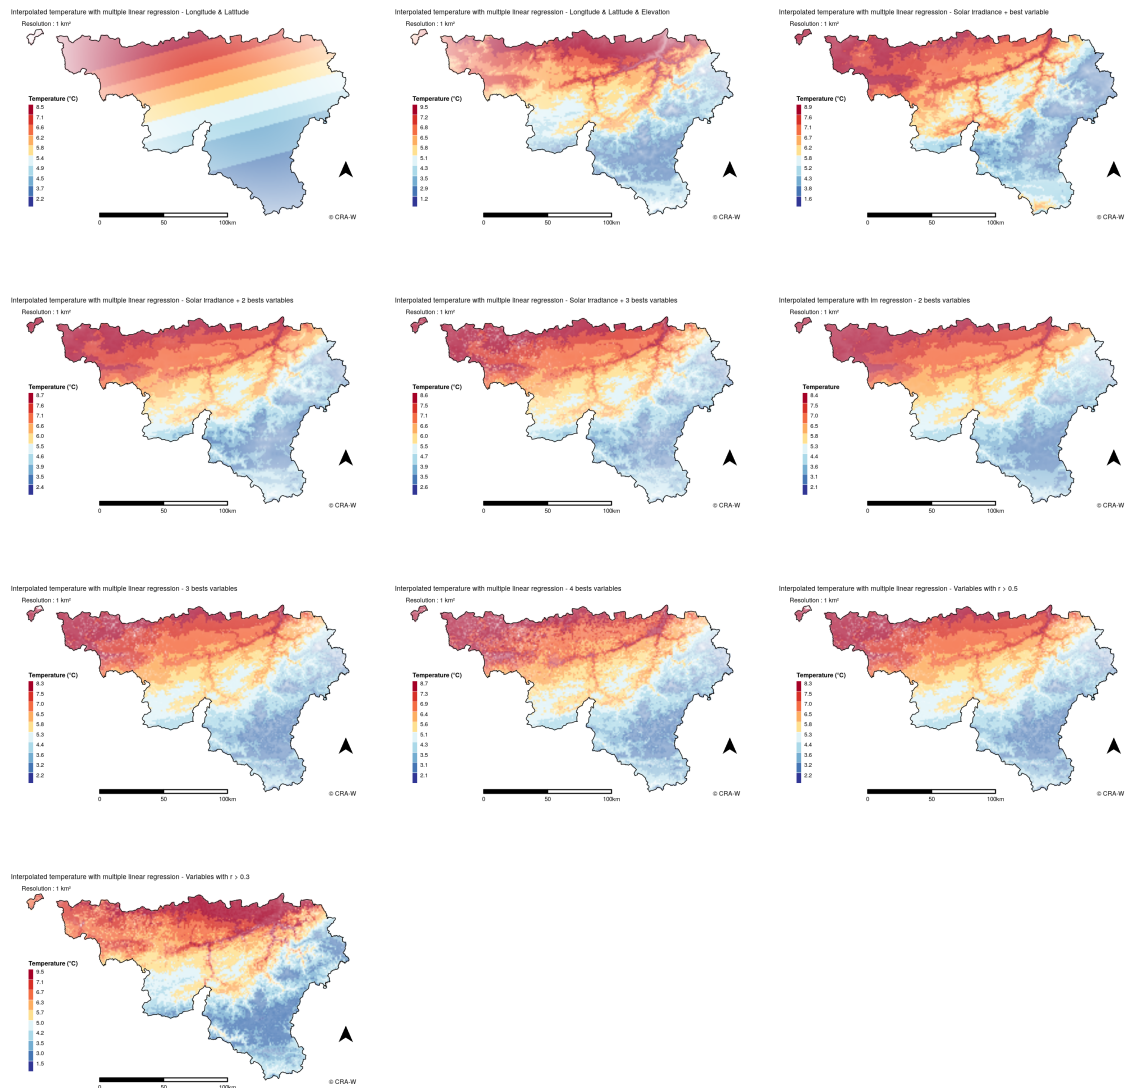 Interpolated temperature with multiple linear regression - Longitude & Latitude
Resolution : 1 km²
Temperature (°C)
8.5
7.1
6.6
6.2
5.8
5.4
4.9
4.5
3.7
2.2
0 50 100km
© CRA-W
Interpolated temperature with multiple linear regression - Longitude & Latitude & Elevation
Resolution : 1 km²
Temperature (°C)
9.5
7.2
6.8
6.4
5.8
5.1
4.3
3.5
2.9
1.2
0 50 100km
© CRA-W
Interpolated temperature with multiple linear regression - Solar Irradiance + best variable
Resolution : 1 km²
Temperature (°C)
8.9
7.6
7.1
6.6
6.2
5.8
5.2
4.3
3.8
1.6
0 50 100km
© CRA-W
Interpolated temperature with multiple linear regression - Solar Irradiance + 2 bests variables
Resolution : 1 km²
Temperature (°C)
8.7
7.6
7.1
6.6
6.0
5.5
4.6
3.9
3.5
2.4
0 50 100km
© CRA-W
Interpolated temperature with multiple linear regression - Solar Irradiance + 3 bests variables
Resolution : 1 km²
Temperature (°C)
8.6
7.5
7.1
6.6
6.0
5.5
4.7
3.9
3.5
2.6
0 50 100km
© CRA-W
Interpolated temperature with lm regression - 2 bests variables
Resolution : 1 km²
Temperature
8.4
7.5
7.1
6.6
5.8
5.3
4.4
3.6
3.1
2.1
0 50 100km
© CRA-W
Interpolated temperature with multiple linear regression - 3 bests variables
Resolution : 1 km²
Temperature (°C)
8.3
7.5
7.0
6.5
5.8
5.3
4.4
3.6
3.2
2.2
0 50 100km
© CRA-W
Interpolated temperature with multiple linear regression - 4 bests variables
Resolution : 1 km²
Temperature (°C)
8.7
7.3
6.9
6.4
5.8
5.1
4.3
3.5
3.1
2.1
0 50 100km
© CRA-W
Interpolated temperature with multiple linear regression - Variables with r > 0.5
Resolution : 1 km²
Temperature (°C)
8.3
7.5
7.0
6.5
5.8
5.3
4.4
3.6
3.2
2.2
0 50 100km
© CRA-W
Interpolated temperature with multiple linear regression - Variables with r > 0.3
Resolution : 1 km²
Temperature (°C)
9.5
7.1
6.7
6.3
5.7
5.0
4.2
3.5
3.0
1.5
0 50 100km
© CRA-W